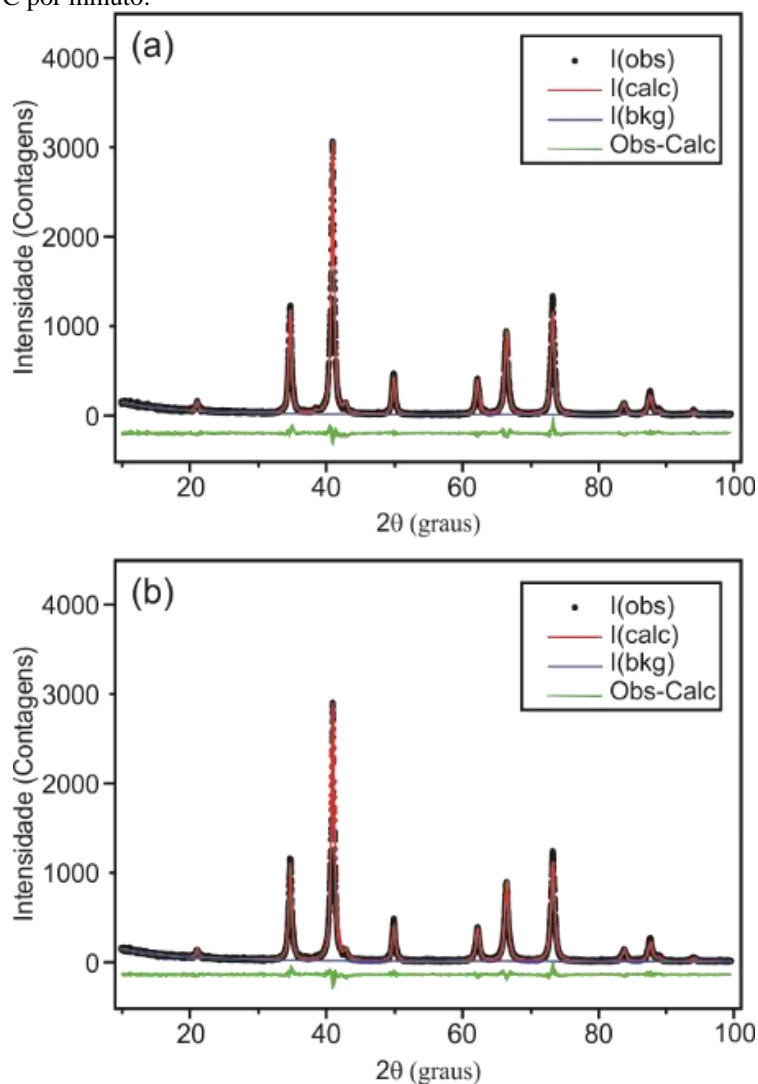 C por minuto.
(a)
I(obs)
I(calc)
I(bkg)
Obs-Calc
Intensidade (Contagens)
4000
3000
2000
1000
0
20 40 60 80 100
2θ (graus)
(b)
I(obs)
I(calc)
I(bkg)
Obs-Calc
Intensidade (Contagens)
4000
3000
2000
1000
0
20 40 60 80 100
2θ (graus)